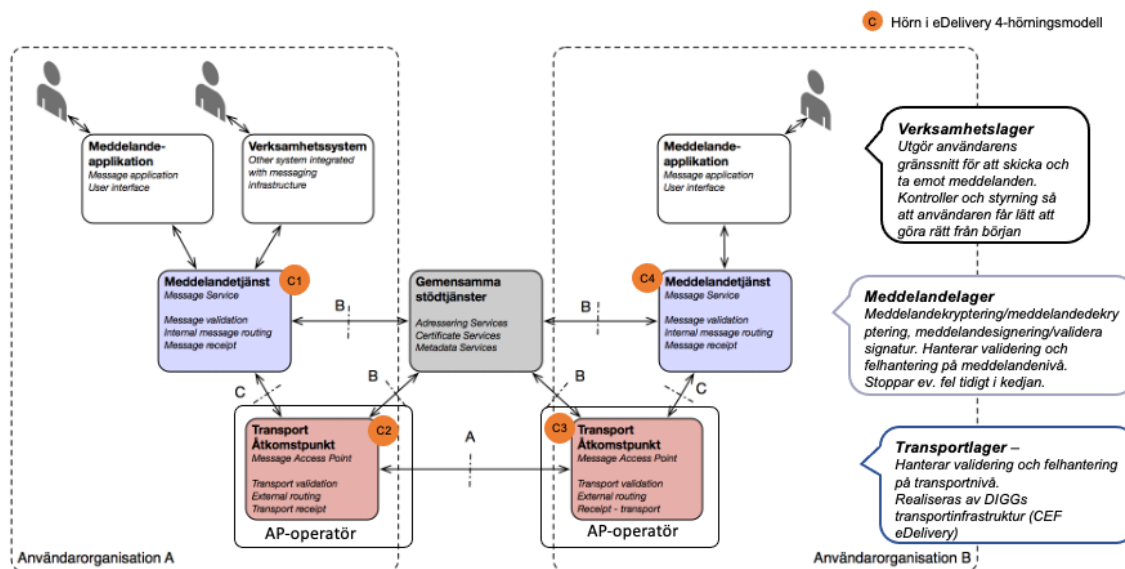 C Hörn i eDelivery 4-hörningsmodell
Meddelande-
applikation
Message application
User interface
Verksamhetssystem
Other system integrated
with messaging
infrastructure
Meddelande-
applikation
Message application
User interface
Verksamhetslager
Utgör användarens
gränssnitt för att skicka och
ta emot meddelanden.
Kontroller och styrning så
att användaren får lätt att
göra rätt från början
Meddelandetjänst
Message Service
Message validation
Internal message routing
Message receipt
C1
B
Gemensamma
stödtjänster
Adressering Services
Certificate Services
Metadata Services
B
C4
Meddelandetjänst
Message Service
Message validation
Internal message routing
Message receipt
Meddelandelager
Meddelandekryptering/meddelandedekry
ptering, meddelandesignering/validera
signatur. Hanterar validering och
felhantering på meddelandenivå.
Stoppar ev. fel tidigt i kedjan.
C
B
B
C
Transport
Åtkomstpunkt
Message Access Point
Transport validation
External routing
Transport receipt
C2
A
C3
Transport
Åtkomstpunkt
Message Access Point
Transport validation
External routing
Receipt - transport
Transportlager –
Hanterar validering och felhantering
på transportnivå.
Realiseras av DIGGs
transportinfrastruktur (CEF
eDelivery)
AP-operatör
AP-operatör
Användarorganisation A
Användarorganisation B